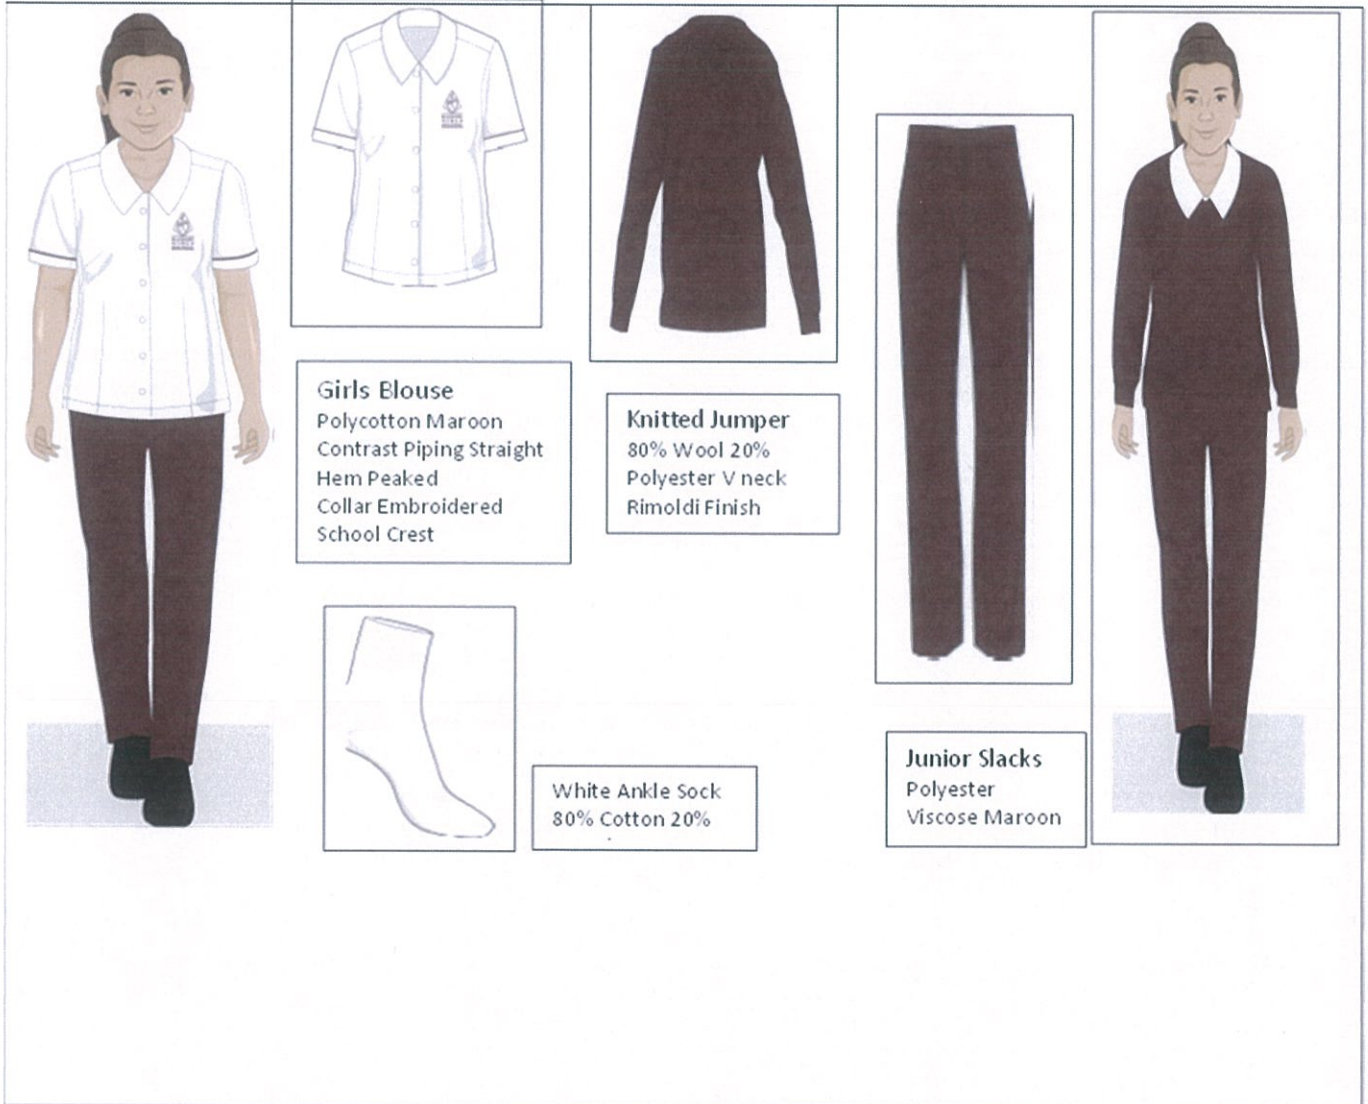 Girls Blouse
Polycotton Maroon
Contrast Piping Straight
Hem Peaked
Collar Embroidered
School Crest
Knitted Jumper
80% Wool 20%
Polyester V neck
Rimoldi Finish
White Ankle Sock
80% Cotton 20%
Junior Slacks
Polyester
Viscose Maroon